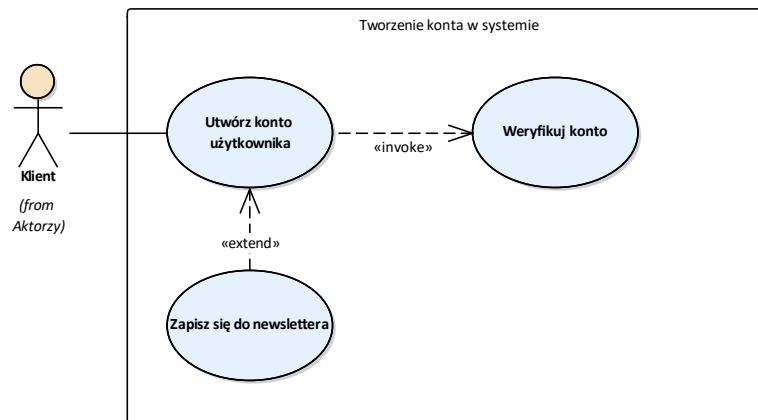 Tworzenie konta w systemie
Utwórz konto
użytkownika
«invoke»
Weryfikuj konto
Klient
(from
Aktorzy)
«extend»
Zapisz się do newslettera